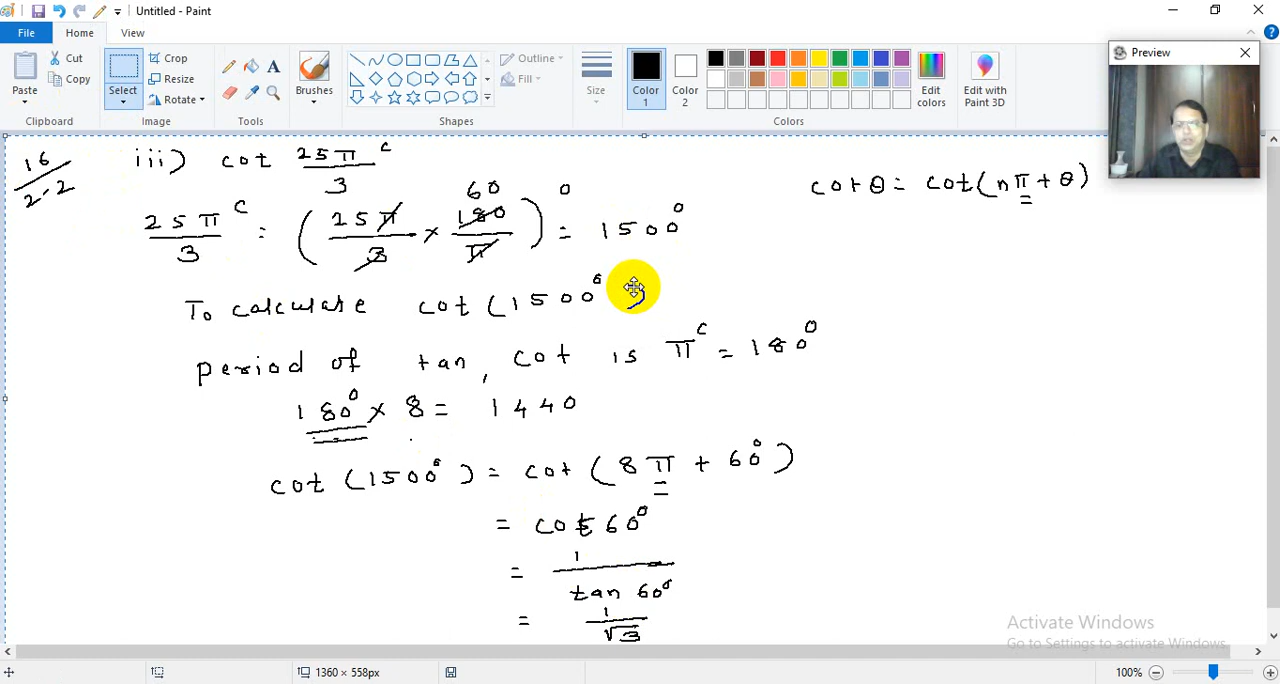 Untitled - Paint
File Home View
Paste Cut Copy
Select Crop Resize Rotate
Brushes
Outline
Fill
Size
Color 1
Color 2
Edit colors
Edit with Paint 3D
Clipboard Image Tools Shapes Colors
Preview
16/2-2 iii) cot 25π^c/3
cotθ = cot(nπ+θ)
25π^c/3 = (25π/3 × 180/π)° = 1500°
60
To calculate cot(1500°)
period of tan, cot is π^c = 180°
180° × 8 = 1440
cot(1500°) = cot(8π + 60°)
= cot 60°
= 1/tan 60°
= 1/√3
Activate Windows
Go to Settings to activate Windows.
1360 × 558px
100%